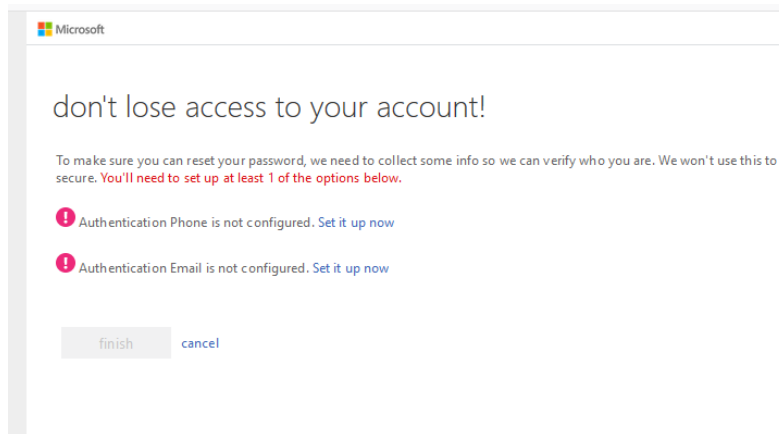 Microsoft
don't lose access to your account!
To make sure you can reset your password, we need to collect some info so we can verify who you are. We won't use this to
secure. You'll need to set up at least 1 of the options below.
Authentication Phone is not configured. Set it up now
Authentication Email is not configured. Set it up now
finish cancel